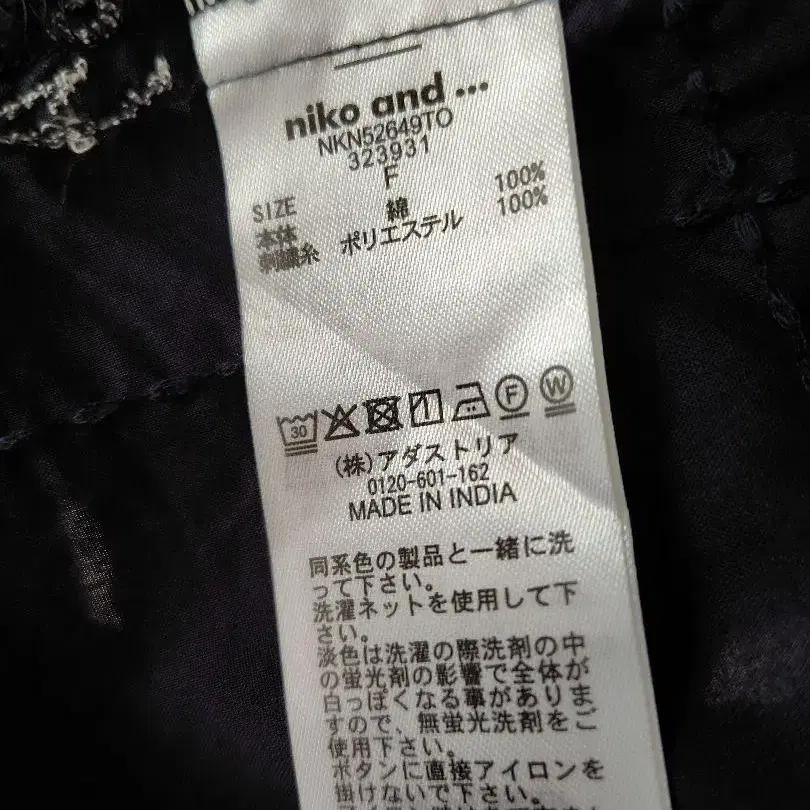 niko and ...
NKN52649TO
323931
SIZE F
本体 綿 100%
刺繍糸 ポリエステル 100%
30 F W
(株)アダストリア
0120-601-162
MADE IN INDIA
同系色の製品と一緒に洗
って下さい。
洗濯ネットを使用して下
さい。
淡色は洗濯の際洗剤の中
の蛍光剤の影響で全体が
白っぽくなる事がありま
すので、無蛍光洗剤をご
使用下さい。
ボタンに直接アイロンを
掛けないで下さい。